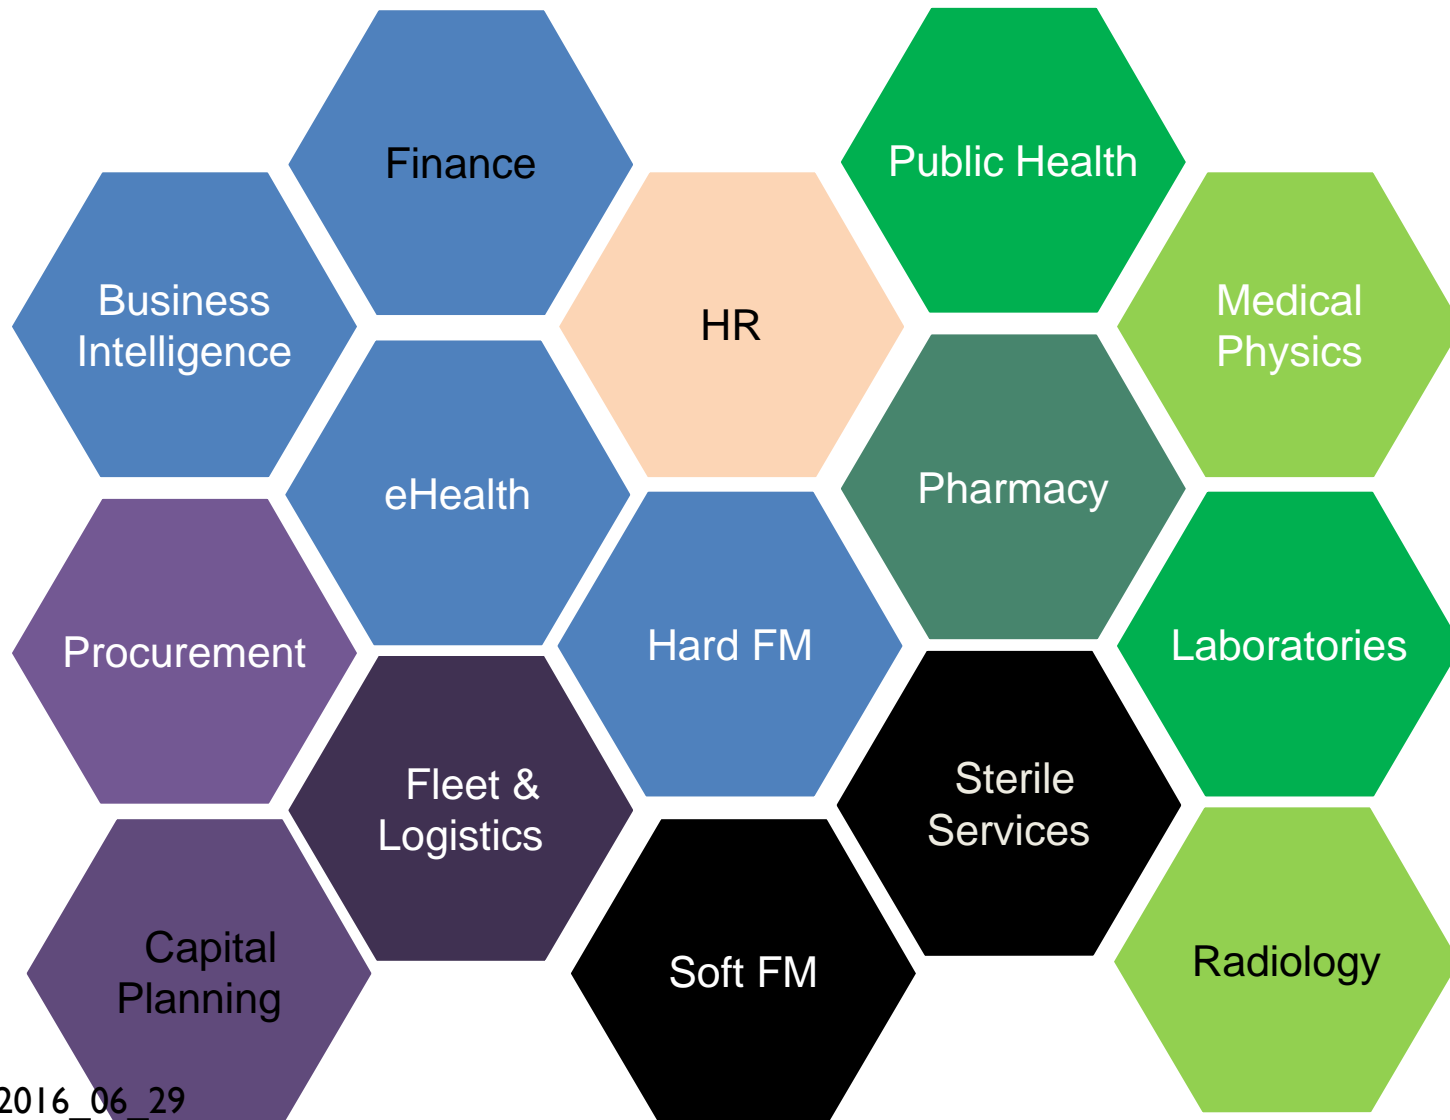 Finance
Public Health
Business
Intelligence
HR
Medical
Physics
eHealth
Pharmacy
Procurement
Hard FM
Laboratories
Fleet &
Logistics
Sterile
Services
Capital
Planning
Soft FM
Radiology
2016_06_29